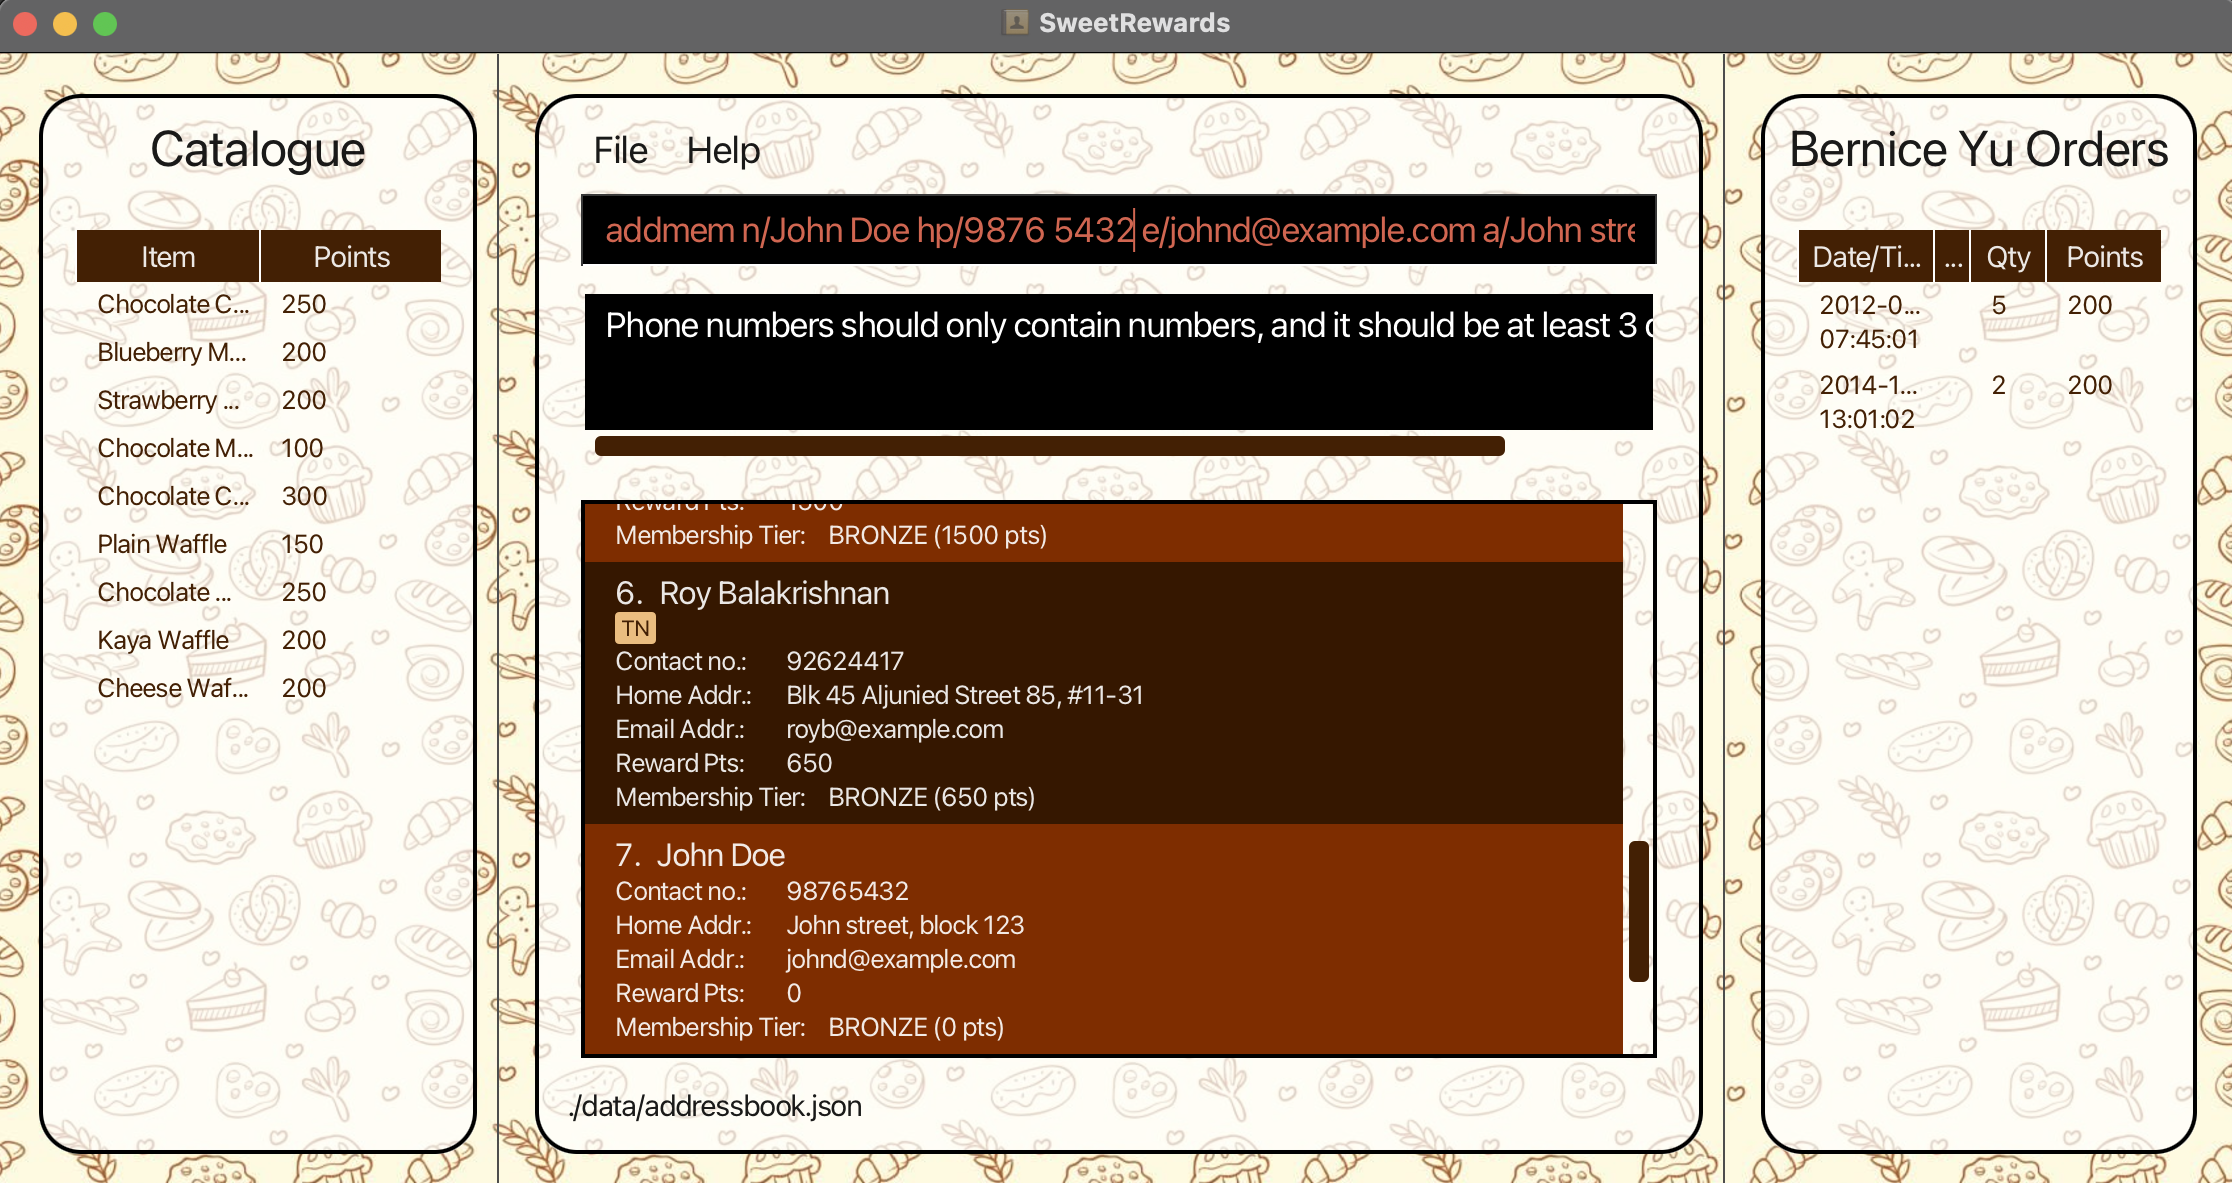 SweetRewards
Catalogue
Item Points
Chocolate C... 250
Blueberry M... 200
Strawberry ... 200
Chocolate M... 100
Chocolate C... 300
Plain Waffle 150
Chocolate ... 250
Kaya Waffle 200
Cheese Waf... 200
File Help
addmem n/John Doe hp/9876 5432 e/johnd@example.com a/John stre
Phone numbers should only contain numbers, and it should be at least 3
Reward Pts: 1500
Membership Tier: BRONZE (1500 pts)
6. Roy Balakrishnan
TN
Contact no.: 92624417
Home Addr.: Blk 45 Aljunied Street 85, #11-31
Email Addr.: royb@example.com
Reward Pts: 650
Membership Tier: BRONZE (650 pts)
7. John Doe
Contact no.: 98765432
Home Addr.: John street, block 123
Email Addr.: johnd@example.com
Reward Pts: 0
Membership Tier: BRONZE (0 pts)
./data/addressbook.json
Bernice Yu Orders
Date/Ti... ... Qty Points
2012-0... 5 200
07:45:01
2014-1... 2 200
13:01:02